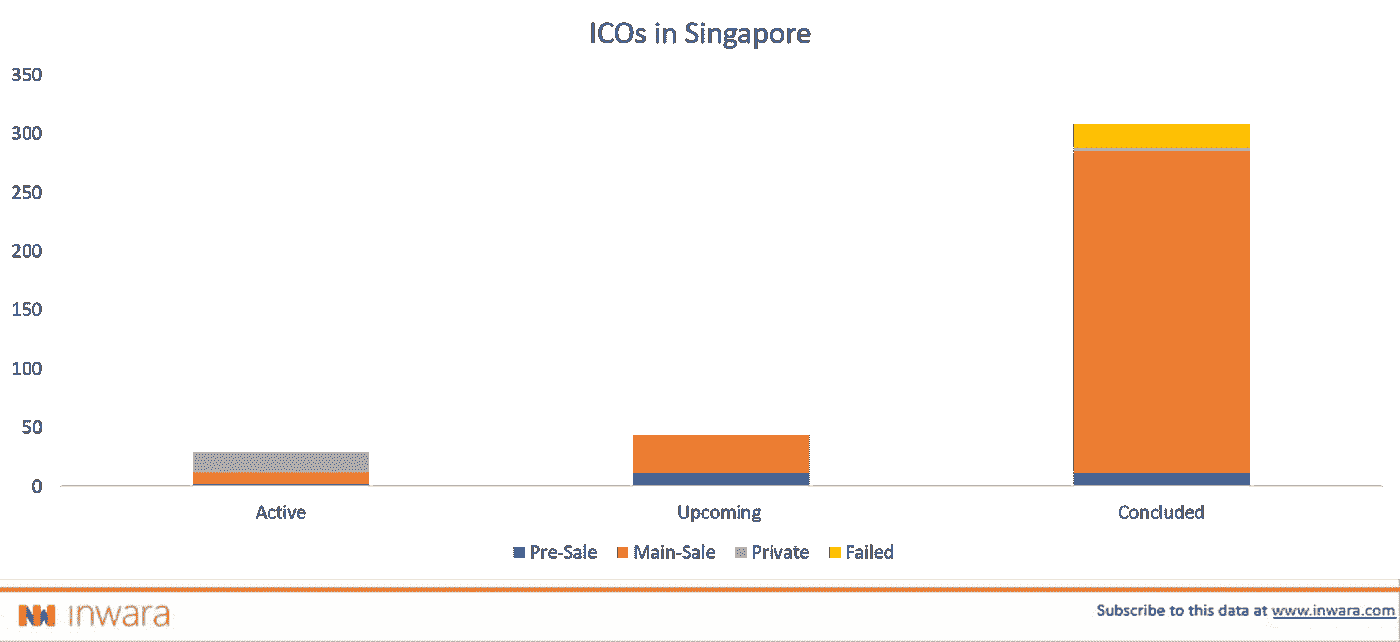 ICOs in Singapore
350
300
250
200
150
100
50
0
Active Upcoming Concluded
Pre-Sale Main-Sale Private Failed
inwara Subscribe to this data at www.inwara.com